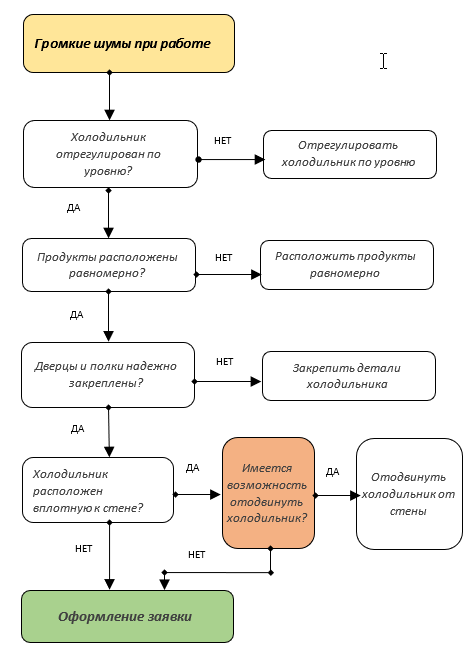 Громкие шумы при работе
Холодильник
отрегулирован по
уровню?
НЕТ
Отрегулировать
холодильник по уровню
ДА
Продукты расположены
равномерно?
НЕТ
Расположить продукты
равномерно
ДА
Дверцы и полки надежно
закреплены?
НЕТ
Закрепить детали
холодильника
ДА
Холодильник
расположен
вплотную к стене?
ДА
Имеется
возможность
отодвинуть
холодильник?
ДА
Отодвинуть
холодильник от
стены
НЕТ
НЕТ
Оформление заявки